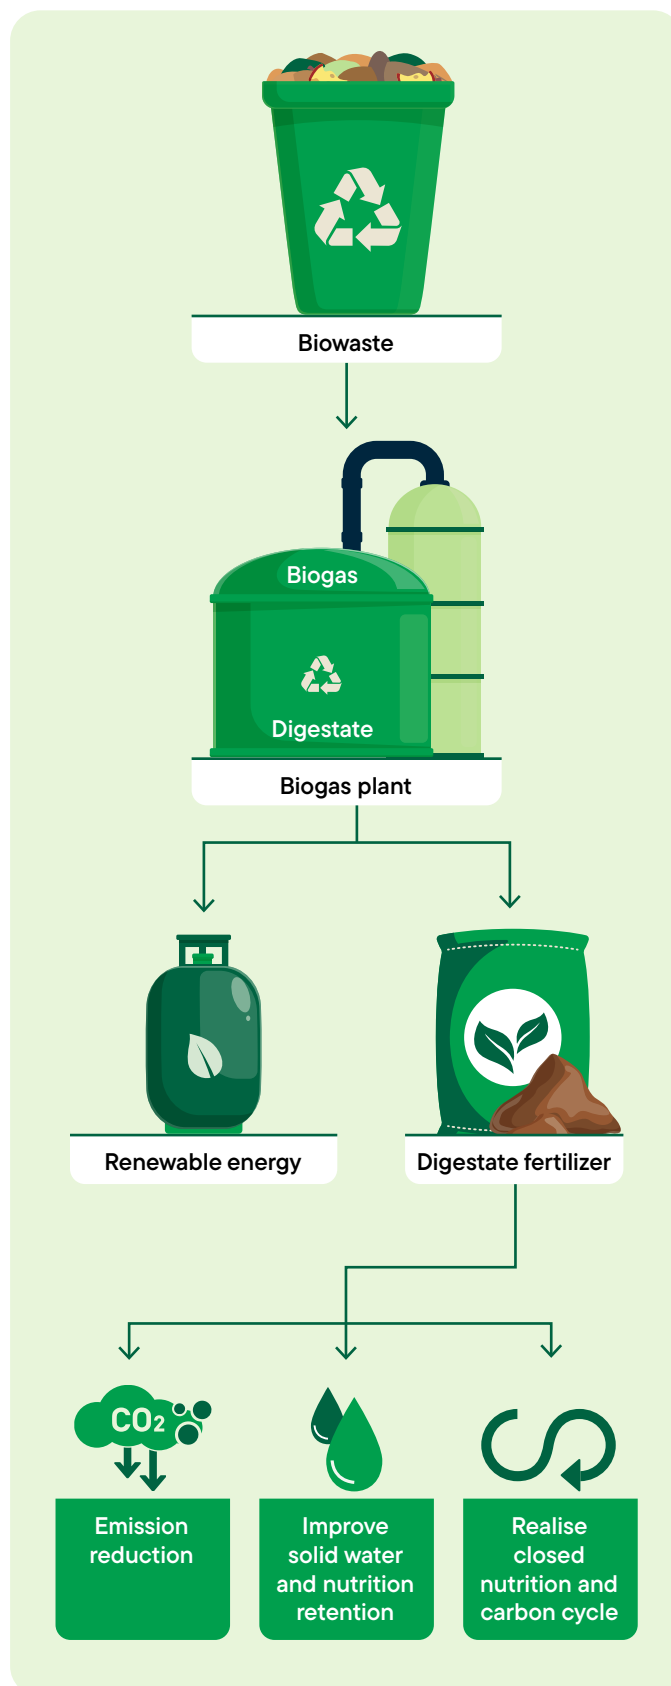 Biowaste
Biogas
Digestate
Biogas plant
Renewable energy
Digestate fertilizer
CO2
Emission
reduction
Improve
solid water
and nutrition
retention
Realise
closed
nutrition and
carbon cycle